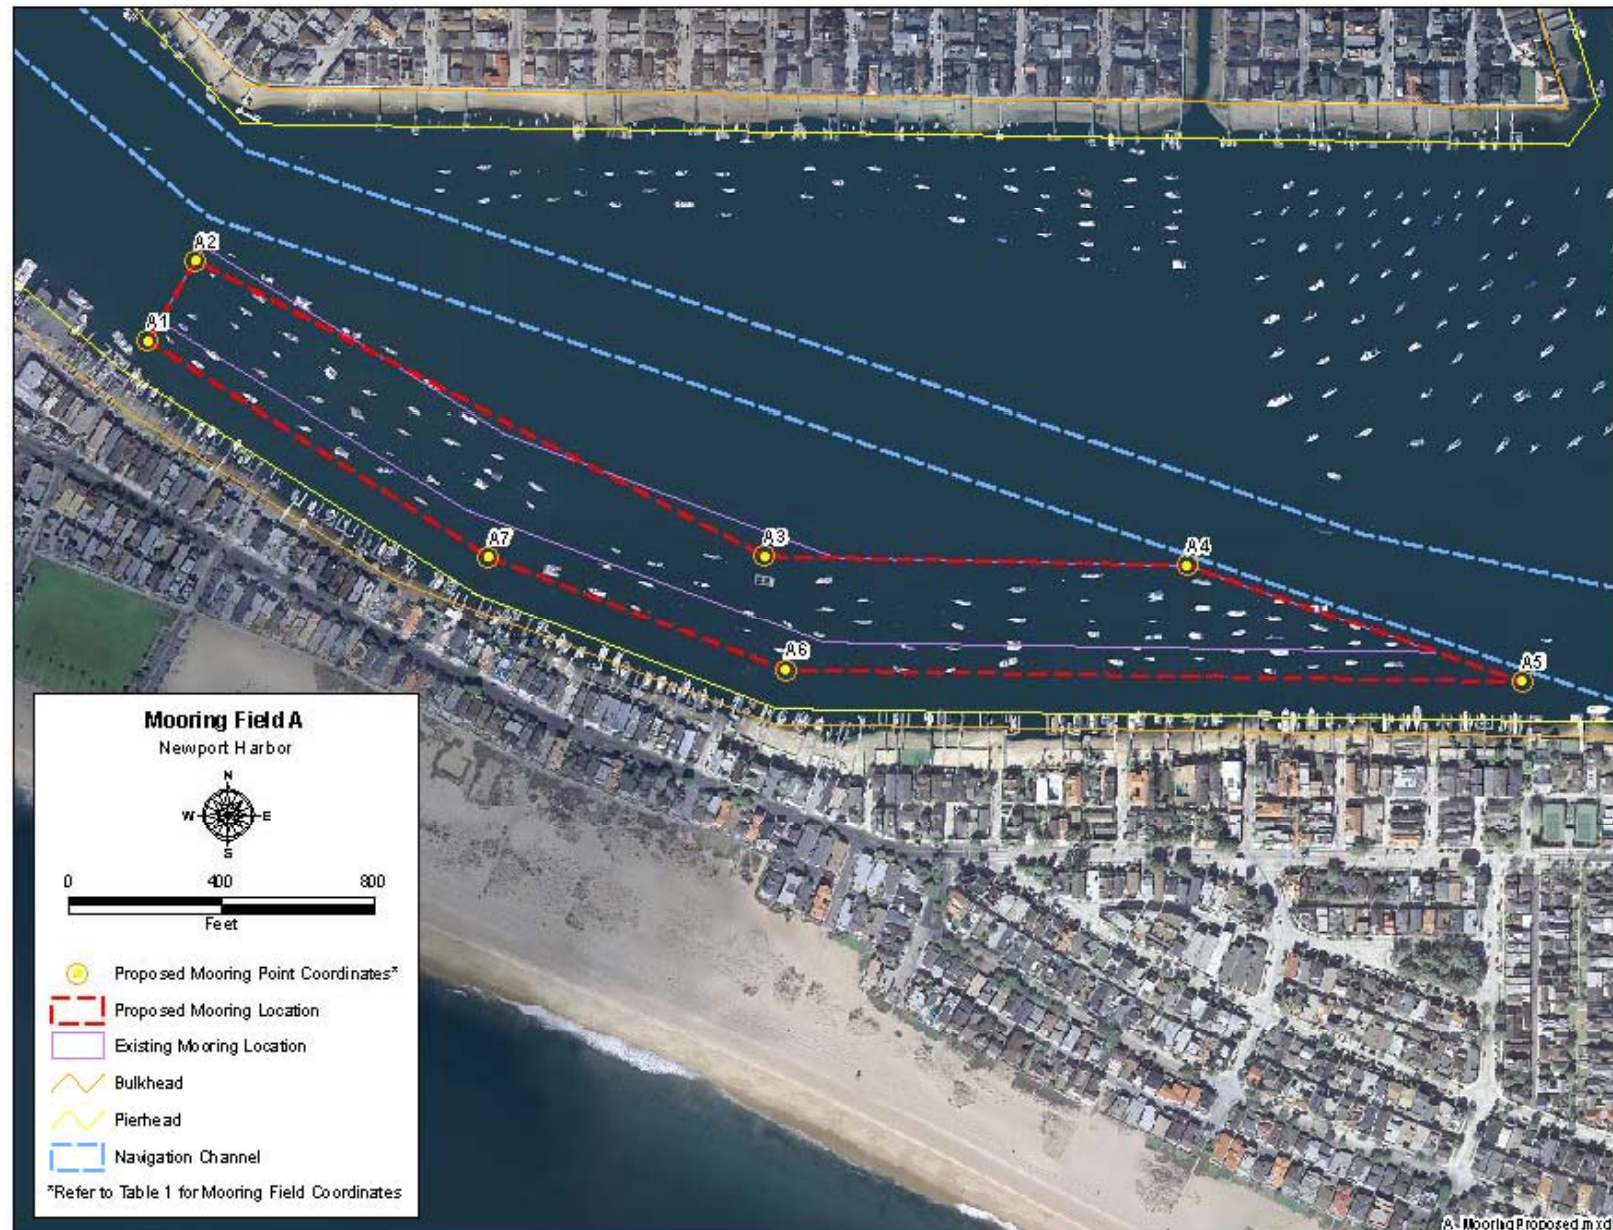 A2
A1
A3
A4
A7
A6
A5
Mooring Field A
Newport Harbor
N
W E
S
0 400 800
Feet
Proposed Mooring Point Coordinates*
Proposed Mooring Location
Existing Mooring Location
Bulkhead
Pierhead
Navigation Channel
*Refer to Table 1 for Mooring Field Coordinates
A-MooringProposed.mxd